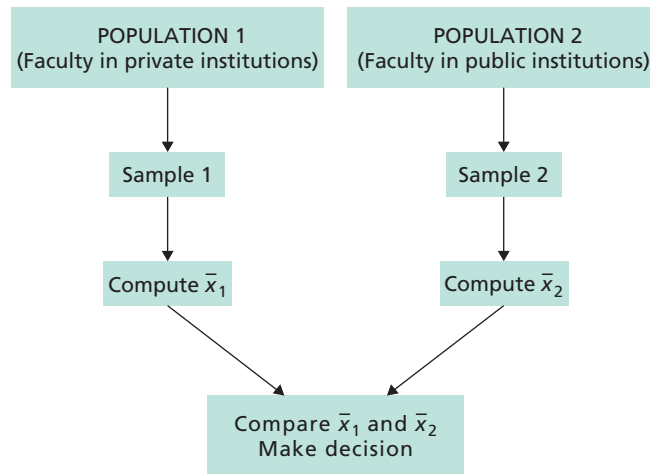 POPULATION 1
(Faculty in private institutions)
POPULATION 2
(Faculty in public institutions)
Sample 1
Sample 2
Compute x̄₁
Compute x̄₂
Compare x̄₁ and x̄₂
Make decision